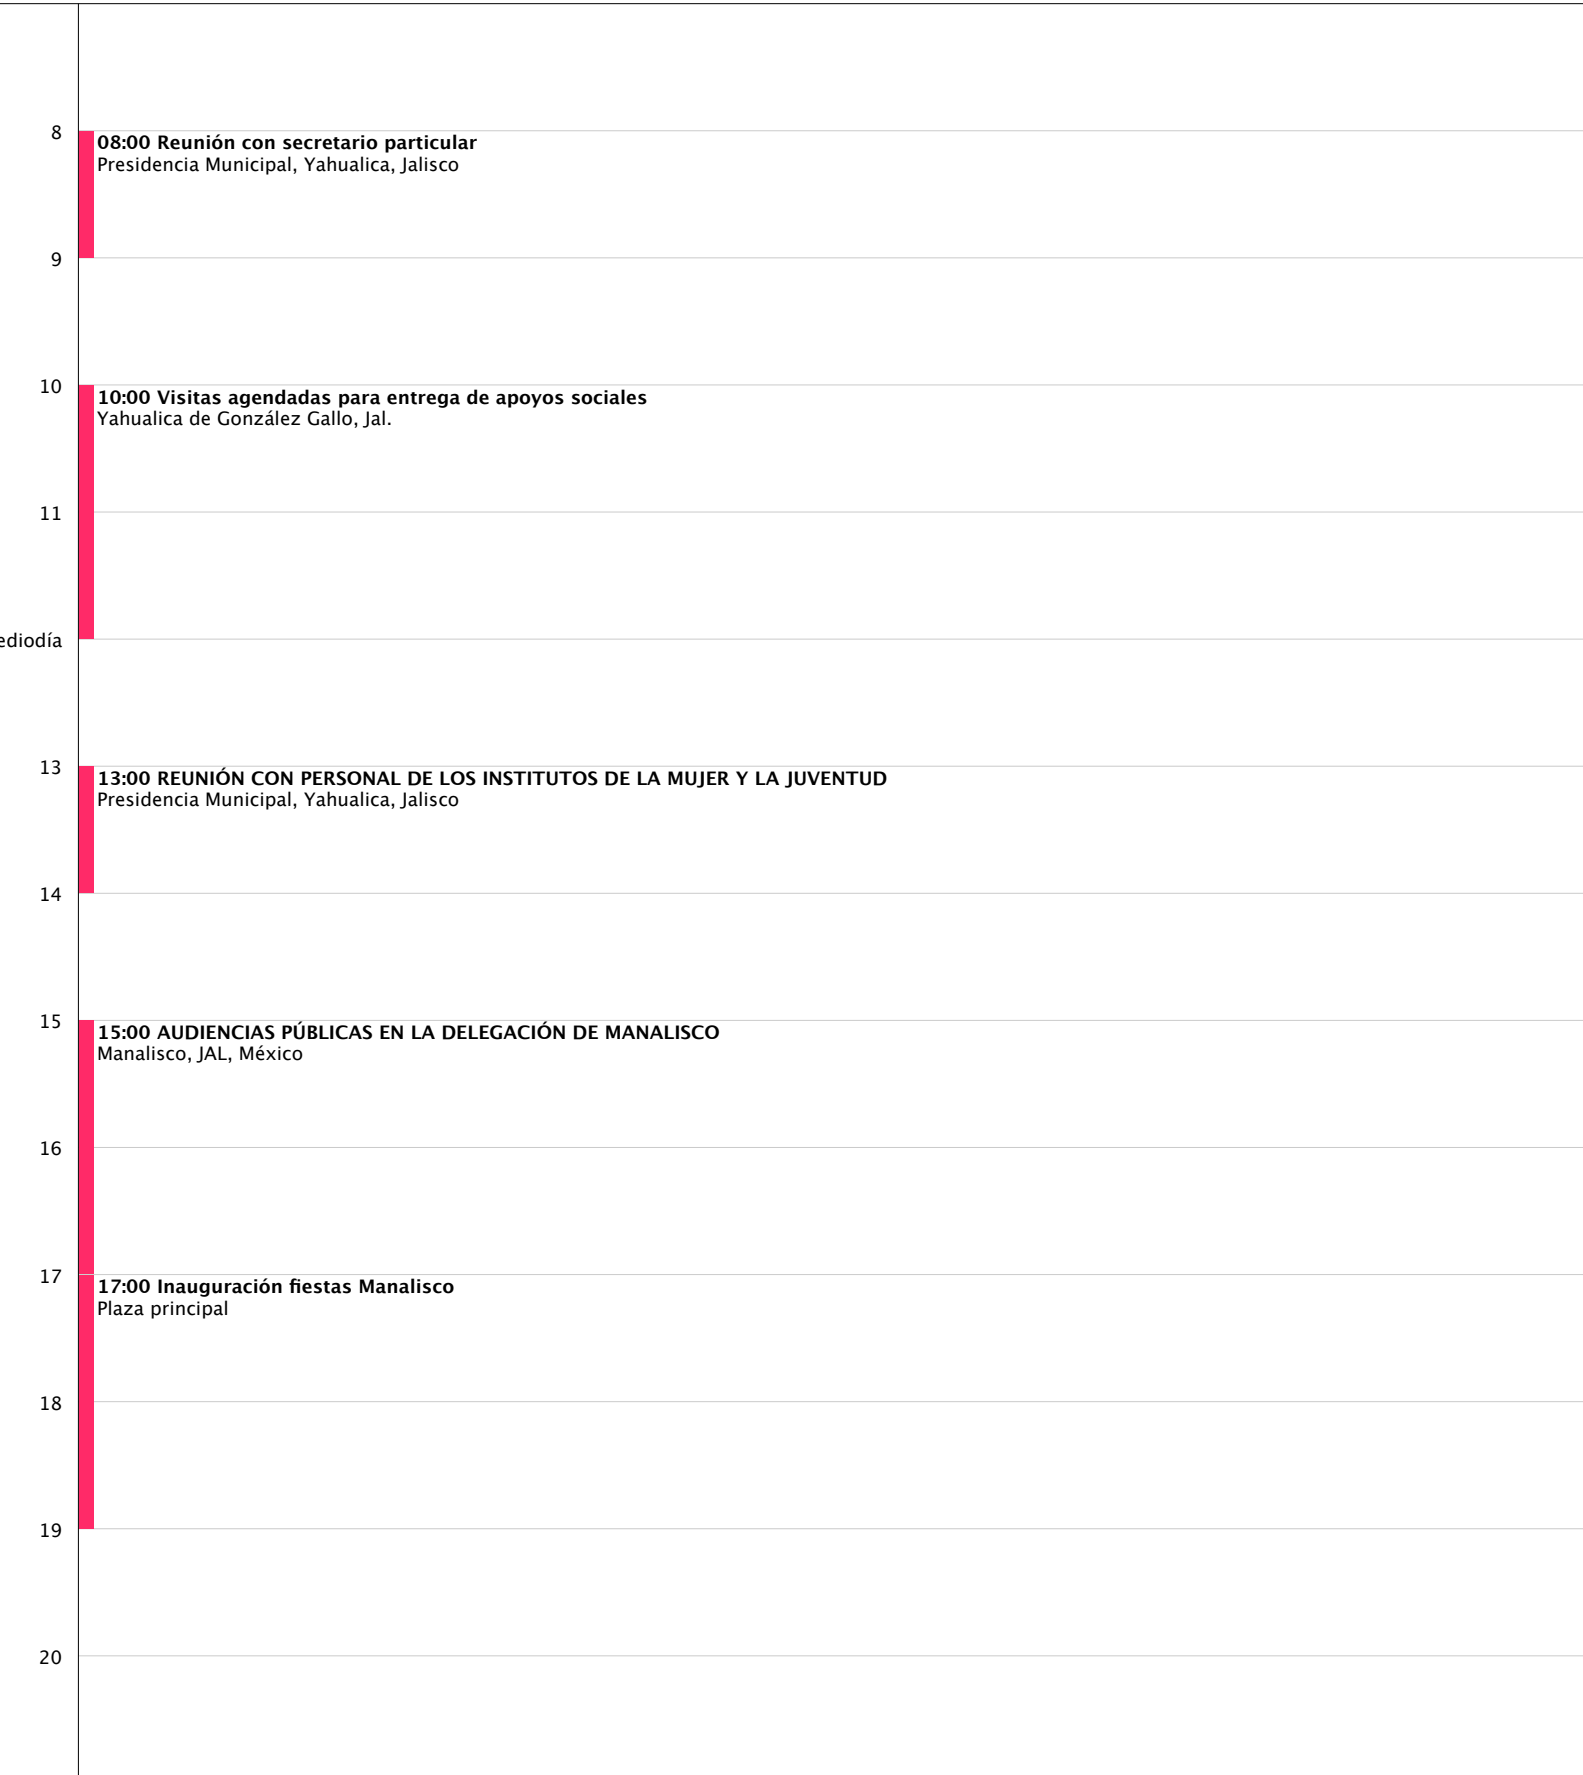 8
08:00 Reunión con secretario particular
Presidencia Municipal, Yahualica, Jalisco
9
10
10:00 Visitas agendadas para entrega de apoyos sociales
Yahualica de González Gallo, Jal.
11
ediodía
13
13:00 REUNIÓN CON PERSONAL DE LOS INSTITUTOS DE LA MUJER Y LA JUVENTUD
Presidencia Municipal, Yahualica, Jalisco
14
15
15:00 AUDIENCIAS PÚBLICAS EN LA DELEGACIÓN DE MANALISCO
Manalisco, JAL, México
16
17
17:00 Inauguración fiestas Manalisco
Plaza principal
18
19
20